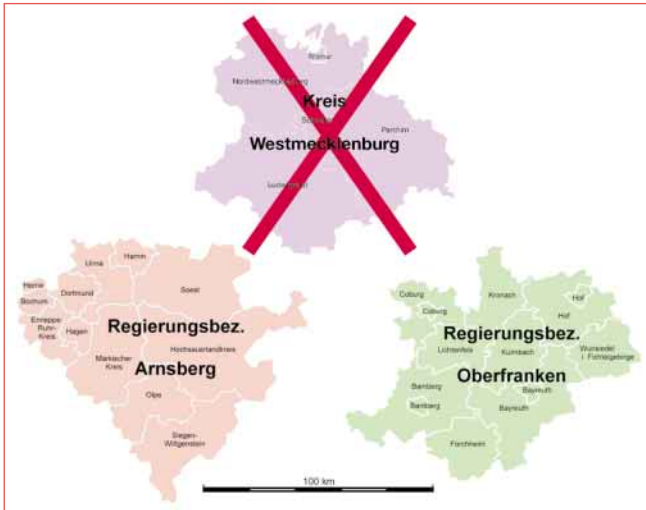 Wismar
Nordwestmecklenburg
Kreis
Parchim
Westmecklenburg
Unna
Hamm
Herne
Dortmund
Soest
Bochum
Ennepe-
Ruhr-
Kreis
Hagen
Regierungsbez.
Hochsauerlandkreis
Märkischer
Kreis
Arnsberg
Olpe
Siegen-
Wittgenstein
Coburg
Kronach
Hof
Coburg
Hof
Regierungsbez.
Lichtenfels
Kulmbach
Wunsiedel
i. Fichtelgebirge
Oberfranken
Bamberg
Bayreuth
Bamberg
Bayreuth
Forchheim
100 km